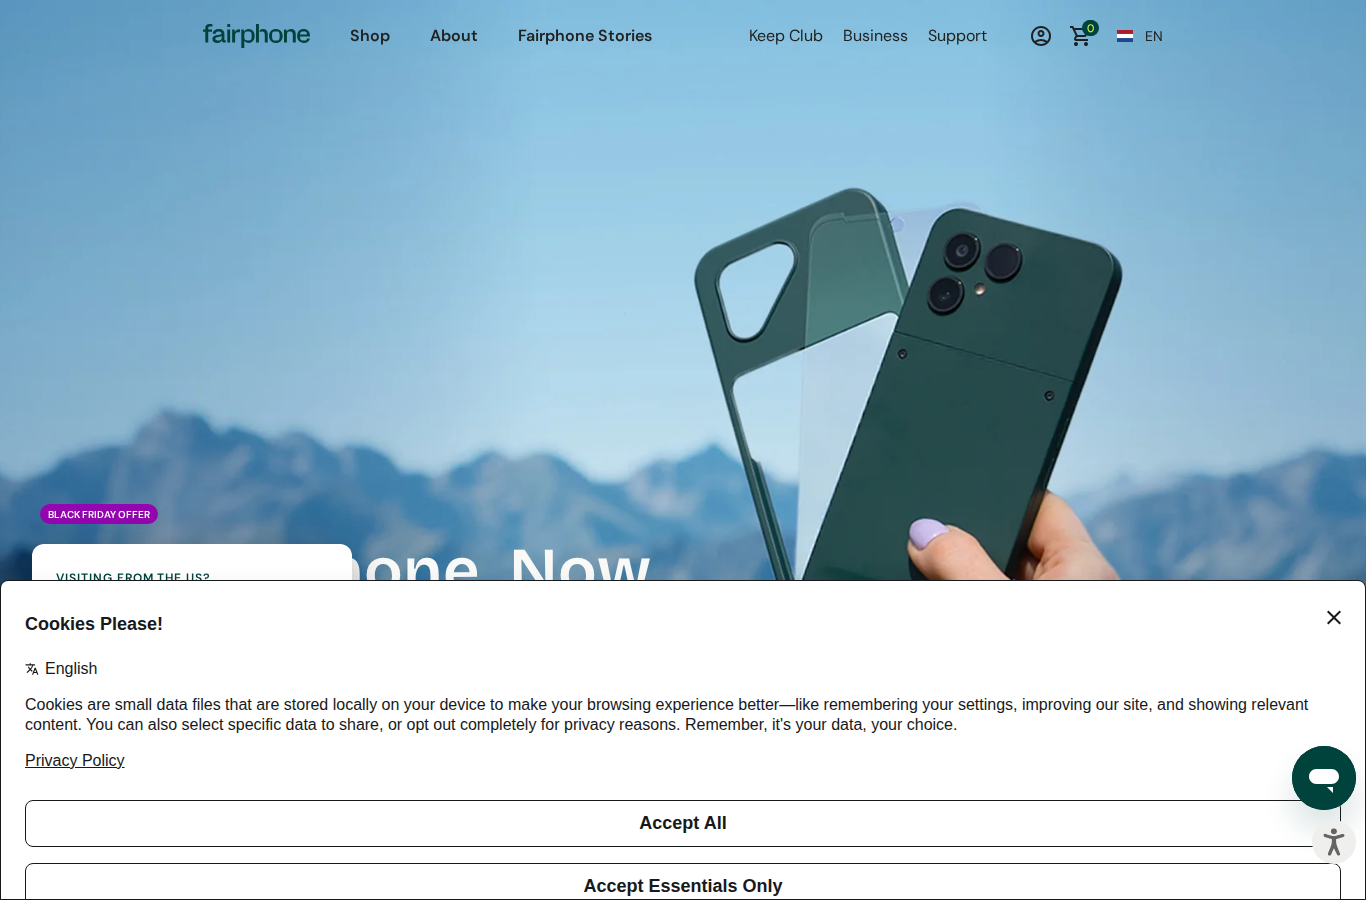 fairphone Shop About Fairphone Stories Keep Club Business Support 0 EN
BLACK FRIDAY OFFER
Now
VISITING FROM THE US?
Cookies Please!
English
Cookies are small data files that are stored locally on your device to make your browsing experience better—like remembering your settings, improving our site, and showing relevant
content. You can also select specific data to share, or opt out completely for privacy reasons. Remember, it's your data, your choice.
Privacy Policy
Accept All
Accept Essentials Only